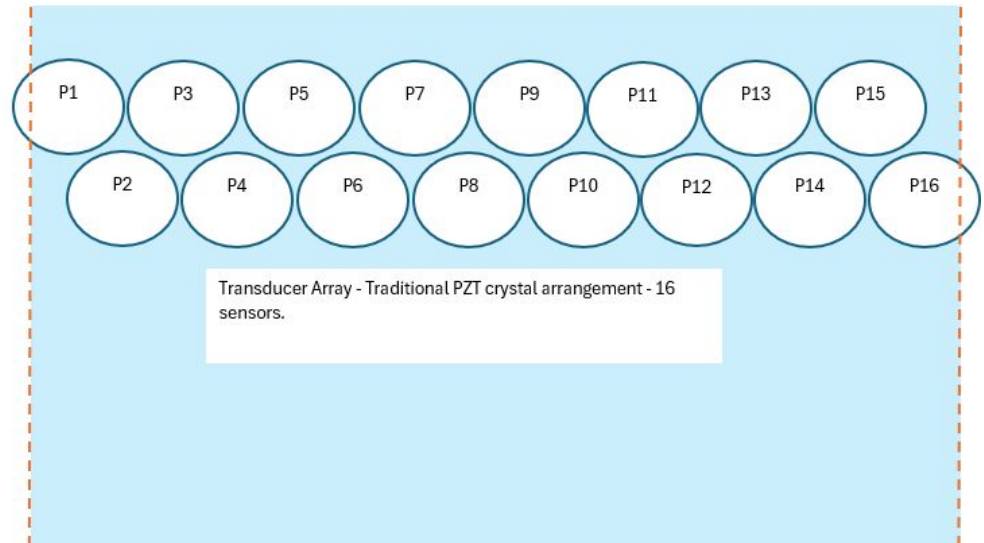 P1
P3
P5
P7
P9
P11
P13
P15
P2
P4
P6
P8
P10
P12
P14
P16
Transducer Array - Traditional PZT crystal arrangement - 16
sensors.